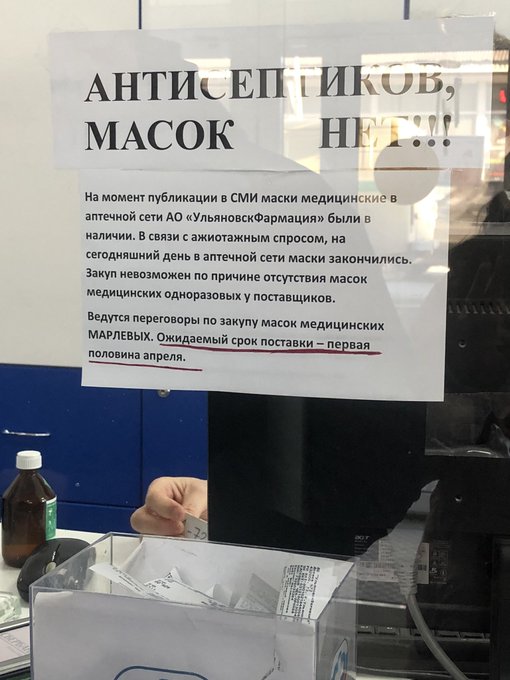 АНТИСЕПТИКОВ,
МАСОК НЕТ!!!
На момент публикации в СМИ маски медицинские в
аптечной сети АО «УльяновскФармация» были в
наличии. В связи с ажиотажным спросом, на
сегодняшний день в аптечной сети маски закончились.
Закуп невозможен по причине отсутствия масок
медицинских одноразовых у поставщиков.
Ведутся переговоры по закупу масок медицинских
МАРЛЕВЫХ. Ожидаемый срок поставки – первая
половина апреля.